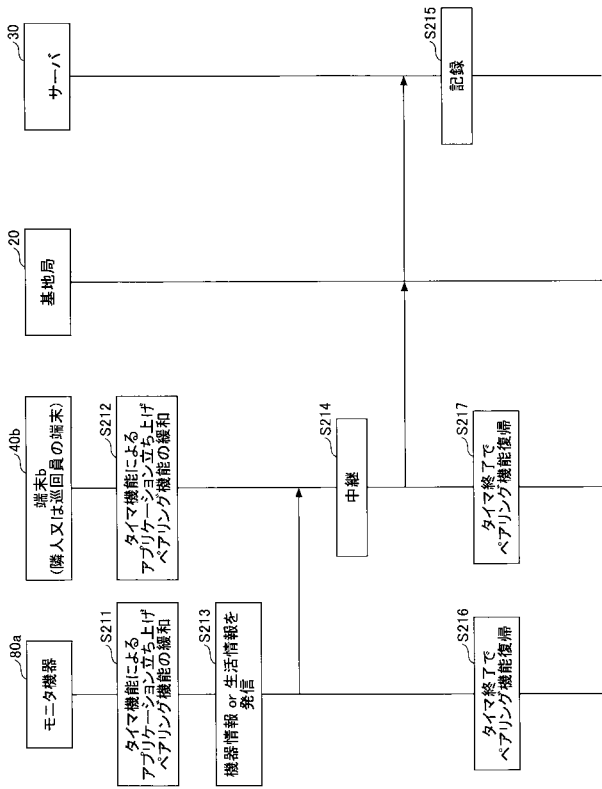 80a
モニタ機器
40b
端末b
(隣人又は巡回員の端末)
20
基地局
30
サーバ
S211
タイマ機能による
アプリケーション立ち上げ
ペアリング機能の緩和
S212
タイマ機能による
アプリケーション立ち上げ
ペアリング機能の緩和
S213
機器情報 or 生活情報を
発信
S214
中継
S215
記録
S216
タイマ終了で
ペアリング機能復帰
S217
タイマ終了で
ペアリング機能復帰